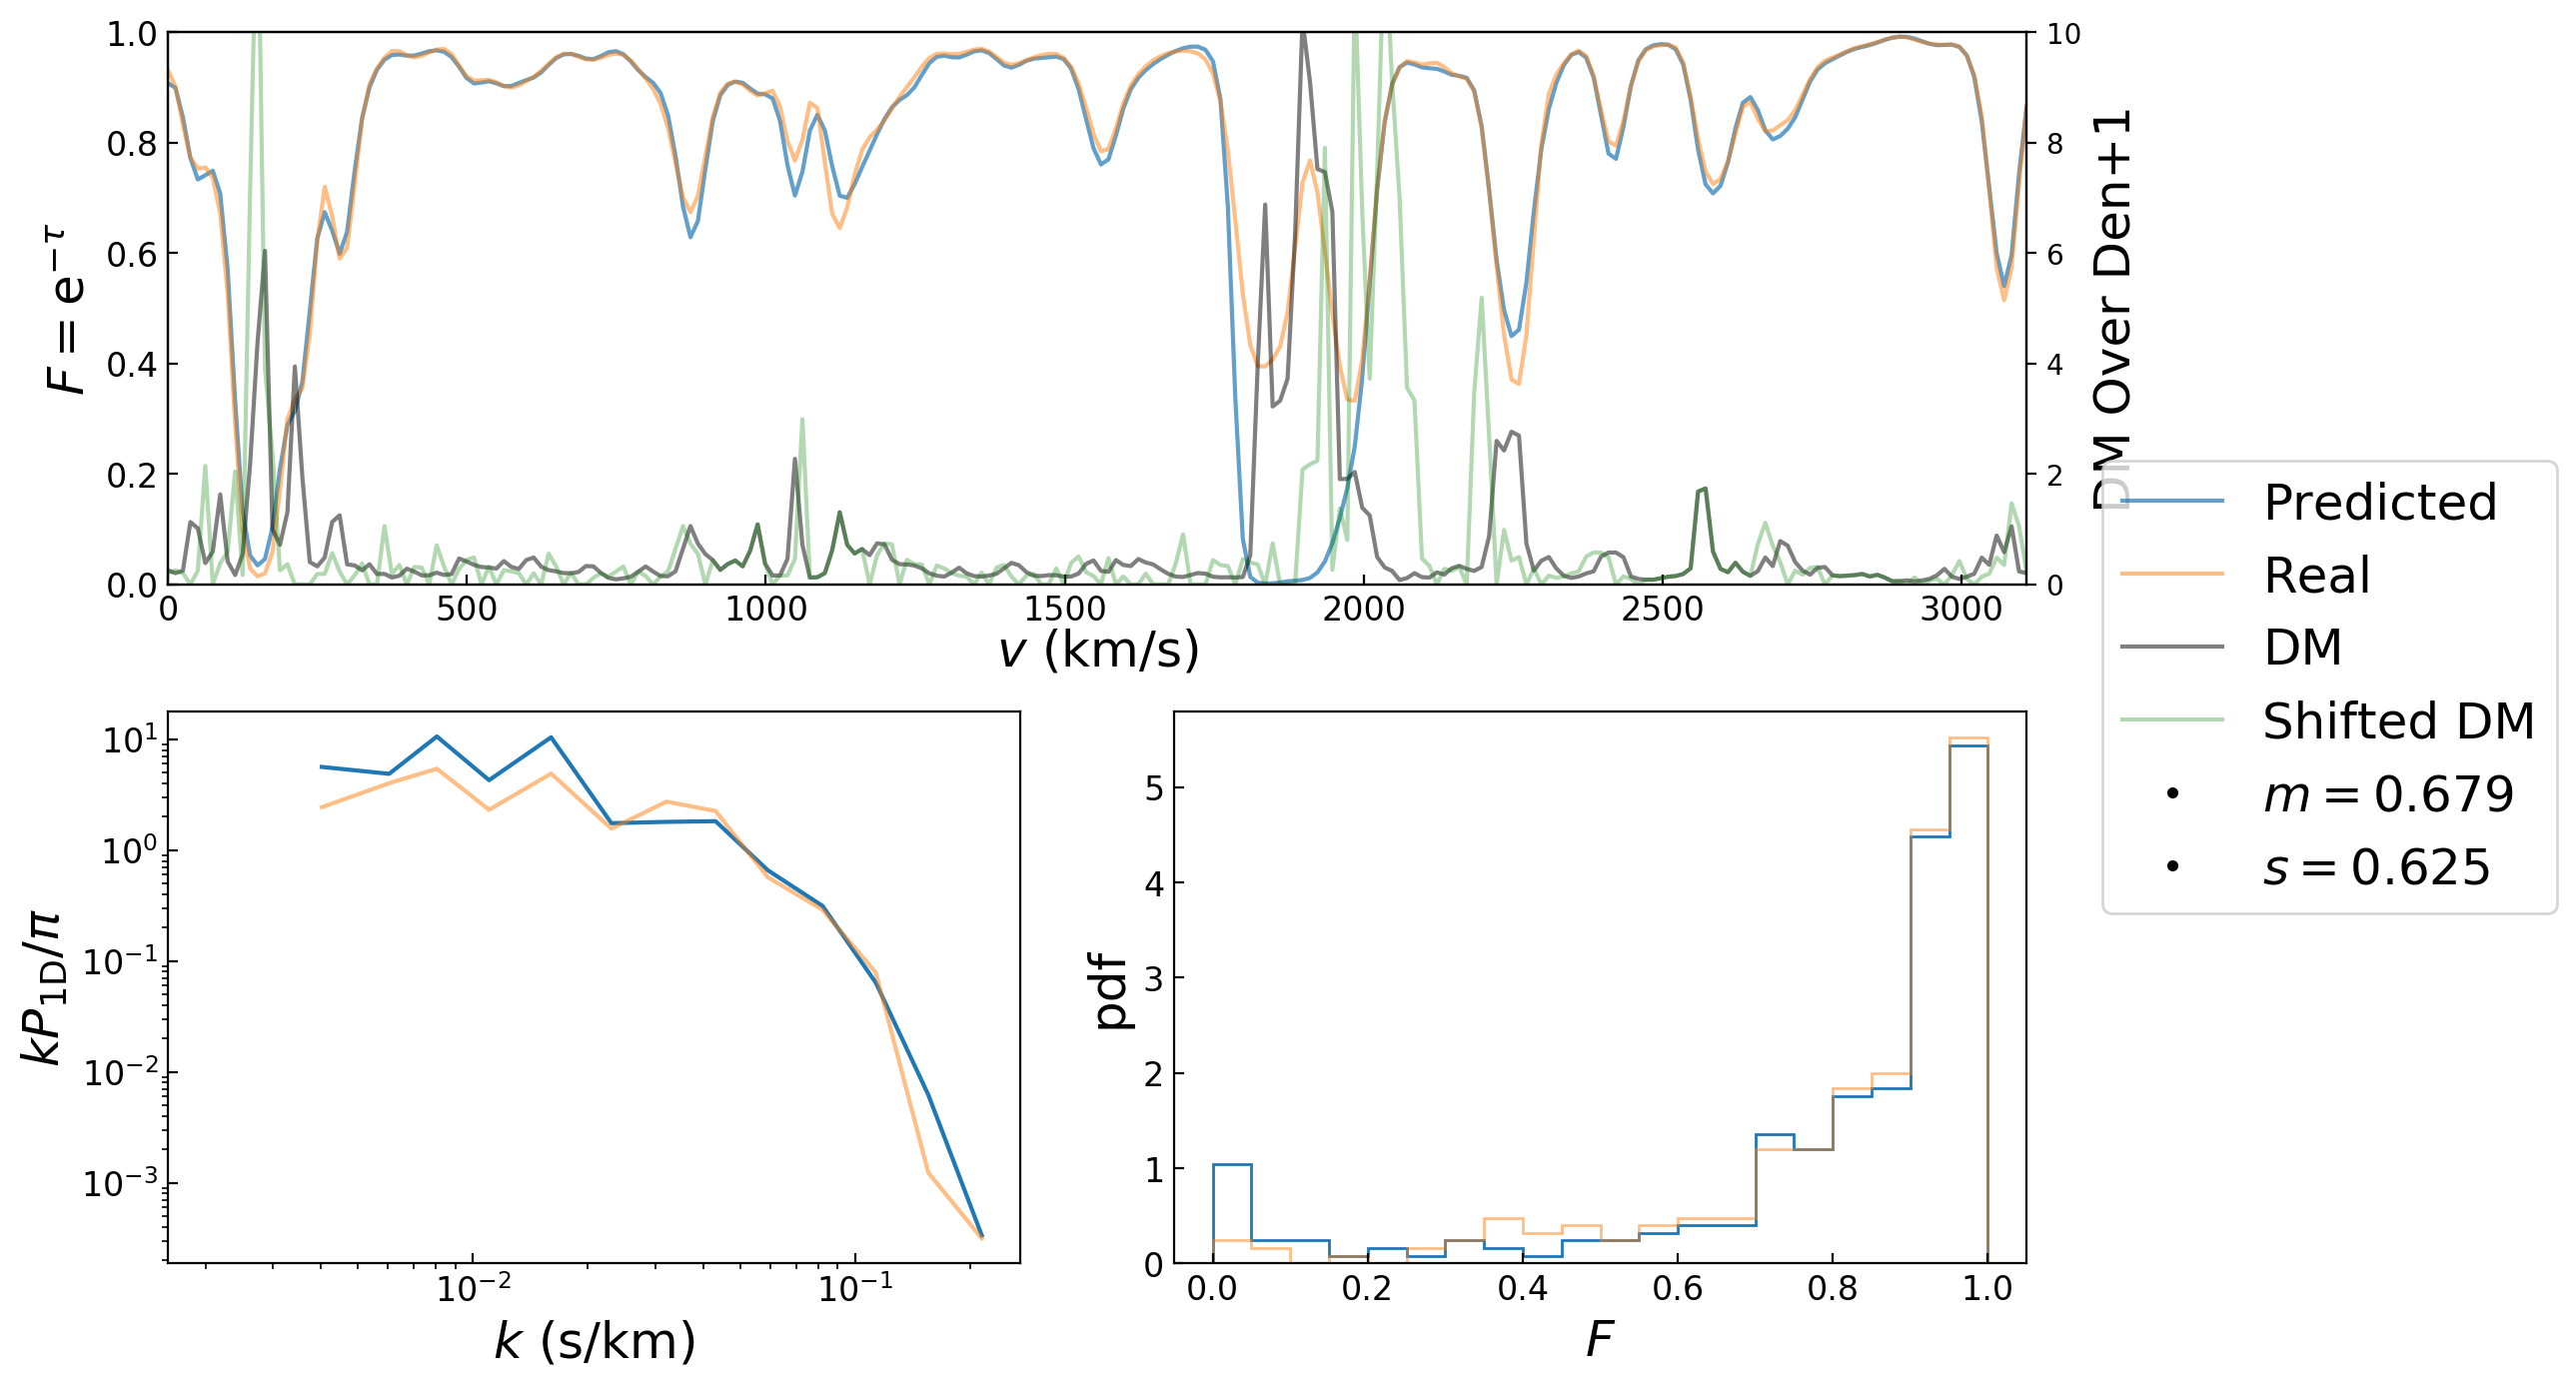 1.0
0.8
0.6
0.4
0.2
0.0
F = e^{−τ}
10
8
6
4
2
0
DM Over Den+1
0 500 1000 1500 2000 2500 3000
v (km/s)
Predicted
Real
DM
Shifted DM
m = 0.679
s = 0.625
10^1
10^0
10^{−1}
10^{−2}
10^{−3}
kP_{1D}/π
10^{−2} 10^{−1}
k (s/km)
5
4
3
2
1
0
pdf
0.0 0.2 0.4 0.6 0.8 1.0
F